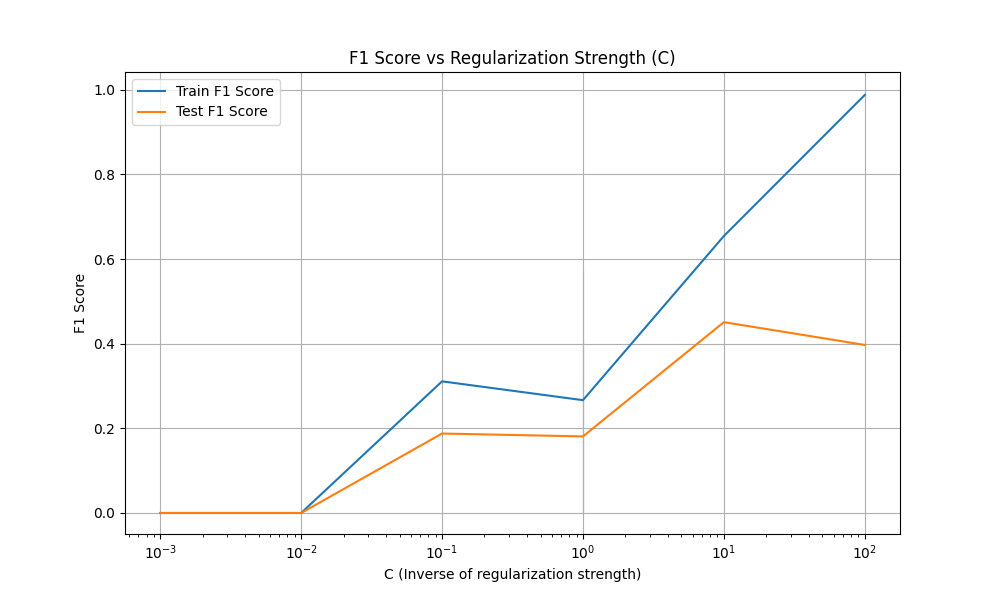 F1 Score vs Regularization Strength (C)
Train F1 Score
Test F1 Score
1.0
0.8
0.6
0.4
0.2
0.0
F1 Score
10⁻³ 10⁻² 10⁻¹ 10⁰ 10¹ 10²
C (Inverse of regularization strength)